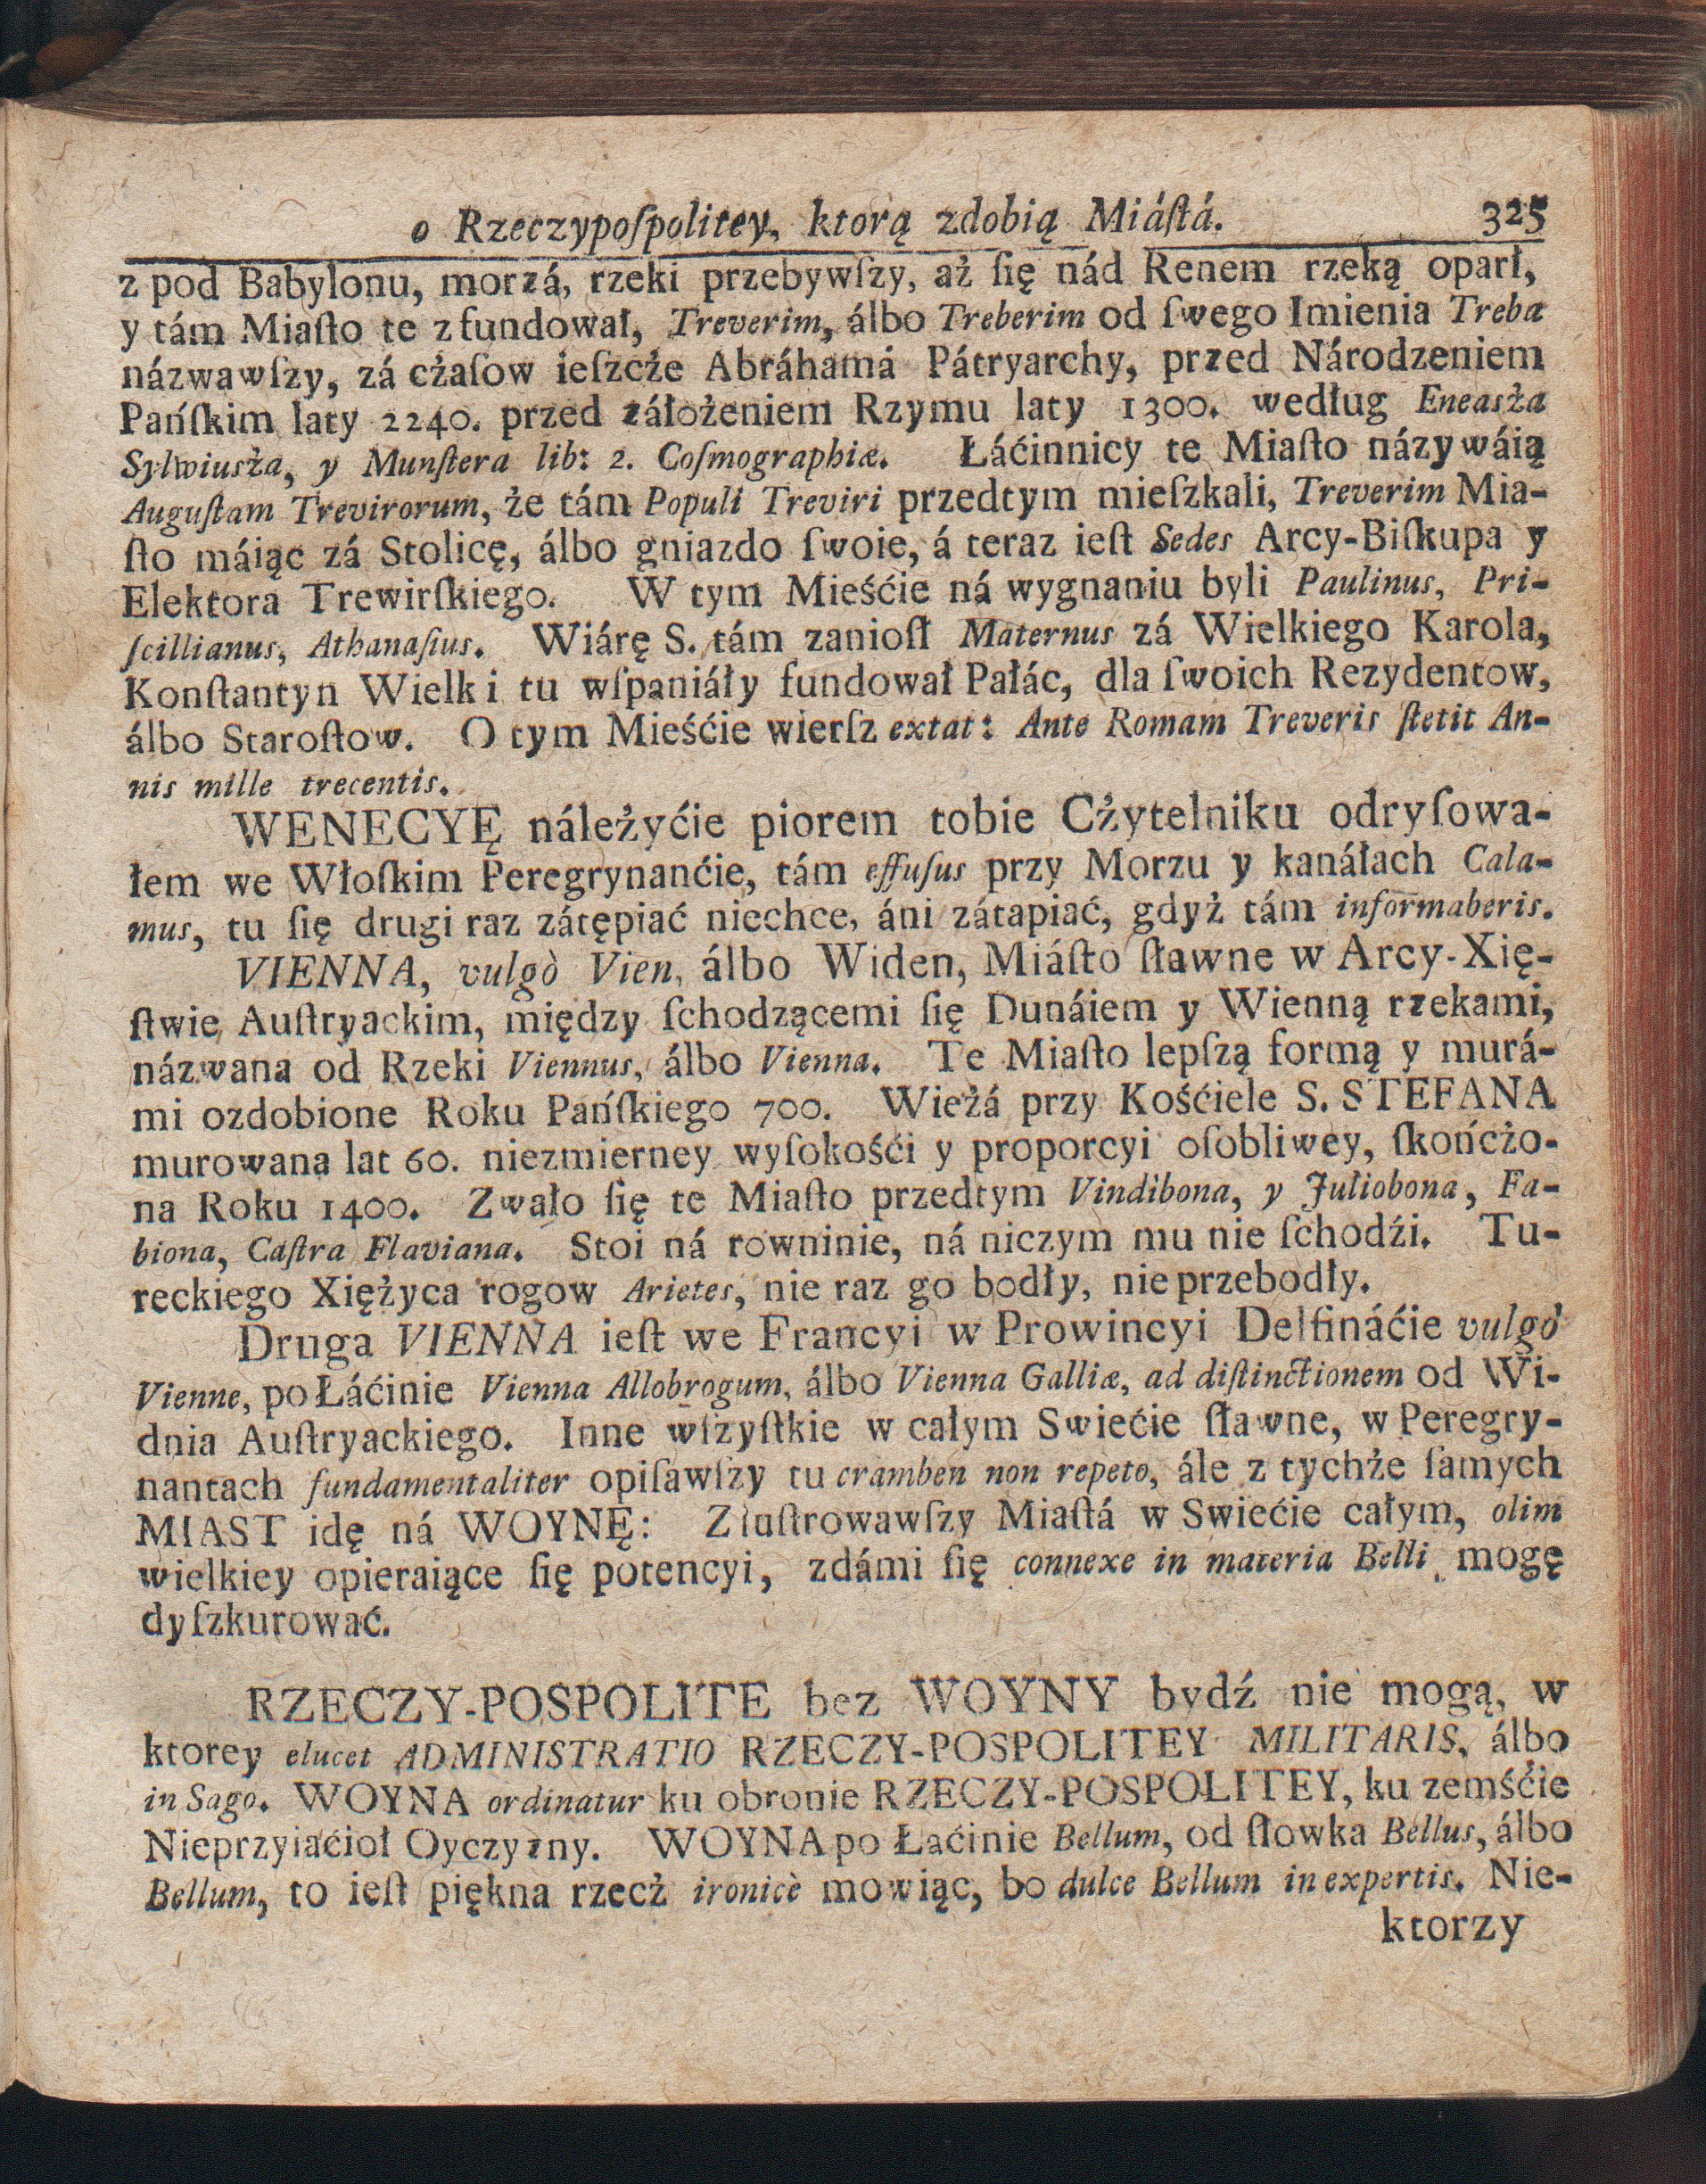 o Rzeczypoſpolitey, ktorą zdobią Miáſtá. 325
z pod Babylonu, morzá, rzeki przebywſzy, aż ſię nád Renem rzeką oparł,
y tám Miaſto te zfundował, Treverim, álbo Treberim od ſwego Imienia Treba
názwawſzy, zá cżaſow ieſzcże Abráhamá Pátryarchy, przed Národzeniem
Pańſkim laty 2240. przed záłożeniem Rzymu laty 1300. według Eneasża
Sylwiusża, y Munſtera lib: 2. Coſmographiæ. Łáćinnicy te Miaſto názywáią
Auguſtam Trevirorum, że tám Populi Treviri przedtym mieſzkali, Treverim Mia-
ſto máiąc zá Stolicę, álbo gniazdo ſwoie, á teraz ieſt Sedes Arcy-Biſkupa y
Elektora Trewirſkiego. W tym Mieśćie ná wygnaniu byli Paulinus, Pri-
ſcillianus, Athanaſius. Wiárę S. tám zanioſł Maternus zá Wielkiego Karola,
Konſtantyn Wielki tu wſpaniáły fundował Pałác, dla ſwoich Rezydentow,
álbo Staroſtow. O tym Mieśćie wierſz extat: Ante Romam Treveris ſtetit An-
nis mille trecentis.
WENECYĘ náleżyćie piorem tobie Cżytelniku odryſowa-
łem we Włoſkim Peregrynanćie, tám effuſus przy Morzu y kanáłach Cala-
mus, tu ſię drugi raz zátępiać niechce, áni zátapiać, gdyż tám informaberis.
VIENNA, vulgò Vien, álbo Widen, Miáſto ſławne w Arcy-Xię-
ſtwie Auſtryackim, między ſchodzącemi ſię Dunáiem y Wienną rzekami,
názwana od Rzeki Viennus, álbo Vienna. Te Miaſto lepſzą formą y murá-
mi ozdobione Roku Pańſkiego 700. Wieżá przy Kośćiele S. STEFANA
murowana lat 60. niezmierney wyſokośći y proporcyi oſobliwey, ſkończo-
na Roku 1400. Zwało ſię te Miaſto przedtym Vindibona, y Juliobona, Fa-
biona, Caſtra Flaviana. Stoi ná rowninie, ná niczym mu nie ſchodźi. Tu-
reckiego Xiężyca rogow Arietes, nie raz go bodły, nieprzebodły.
Druga VIENNA ieſt we Francyi w Prowincyi Delfináćie vulgò
Vienne, po Łáćinie Vienna Allobrogum, álbo Vienna Galliæ, ad diſtinctionem od Wi-
dnia Auſtryackiego. Inne wſzyſtkie w całym Swiećie ſławne, w Peregry-
nantach fundamentaliter opiſawſzy tu cramben non repeto, ále z tychże ſamych
MIAST idę ná WOYNĘ: Zluſtrowawſzy Miaſtá w Swiećie całym, olim
wielkiey opieraiące ſię potencyi, zdámi ſię connexe in materia Belli mogę
dyſzkurować.
RZECZY-POSPOLITE bez WOYNY bydź nie mogą, w
ktorey elucet ADMINISTRATIO RZECZY-POSPOLITEY MILITARIS, álbo
in Sago. WOYNA ordinatur ku obronie RZECZY-POSPOLITEY, ku zemśćie
Nieprzyiaćioł Oyczyzny. WOYNA po Łaćinie Bellum, od ſłowka Bellus, álbo
Bellum, to ieſt piękna rzecż ironicè mowiąc, bo dulce Bellum inexpertis. Nie-
ktorzy